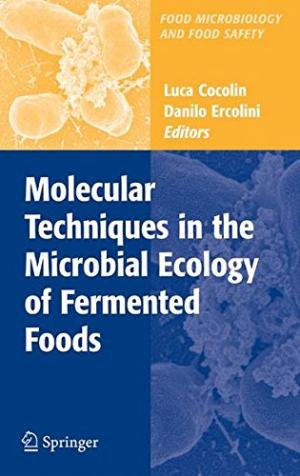 FOOD MICROBIOLOGY
AND FOOD SAFETY
Luca Cocolin
Danilo Ercolini
Editors
Molecular
Techniques in the
Microbial Ecology
of Fermented
Foods
Springer